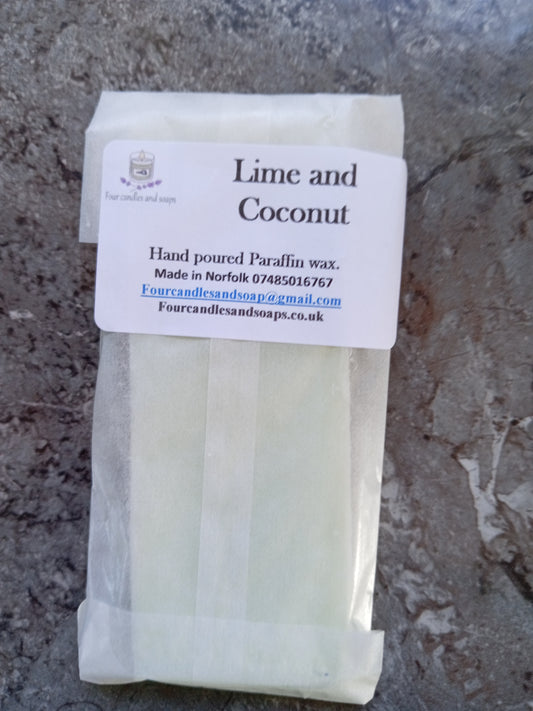 Four candles and soaps
Lime and
Coconut
Hand poured Paraffin wax.
Made in Norfolk 07485016767
Fourcandlesandsoap@gmail.com
Fourcandlesandsoaps.co.uk